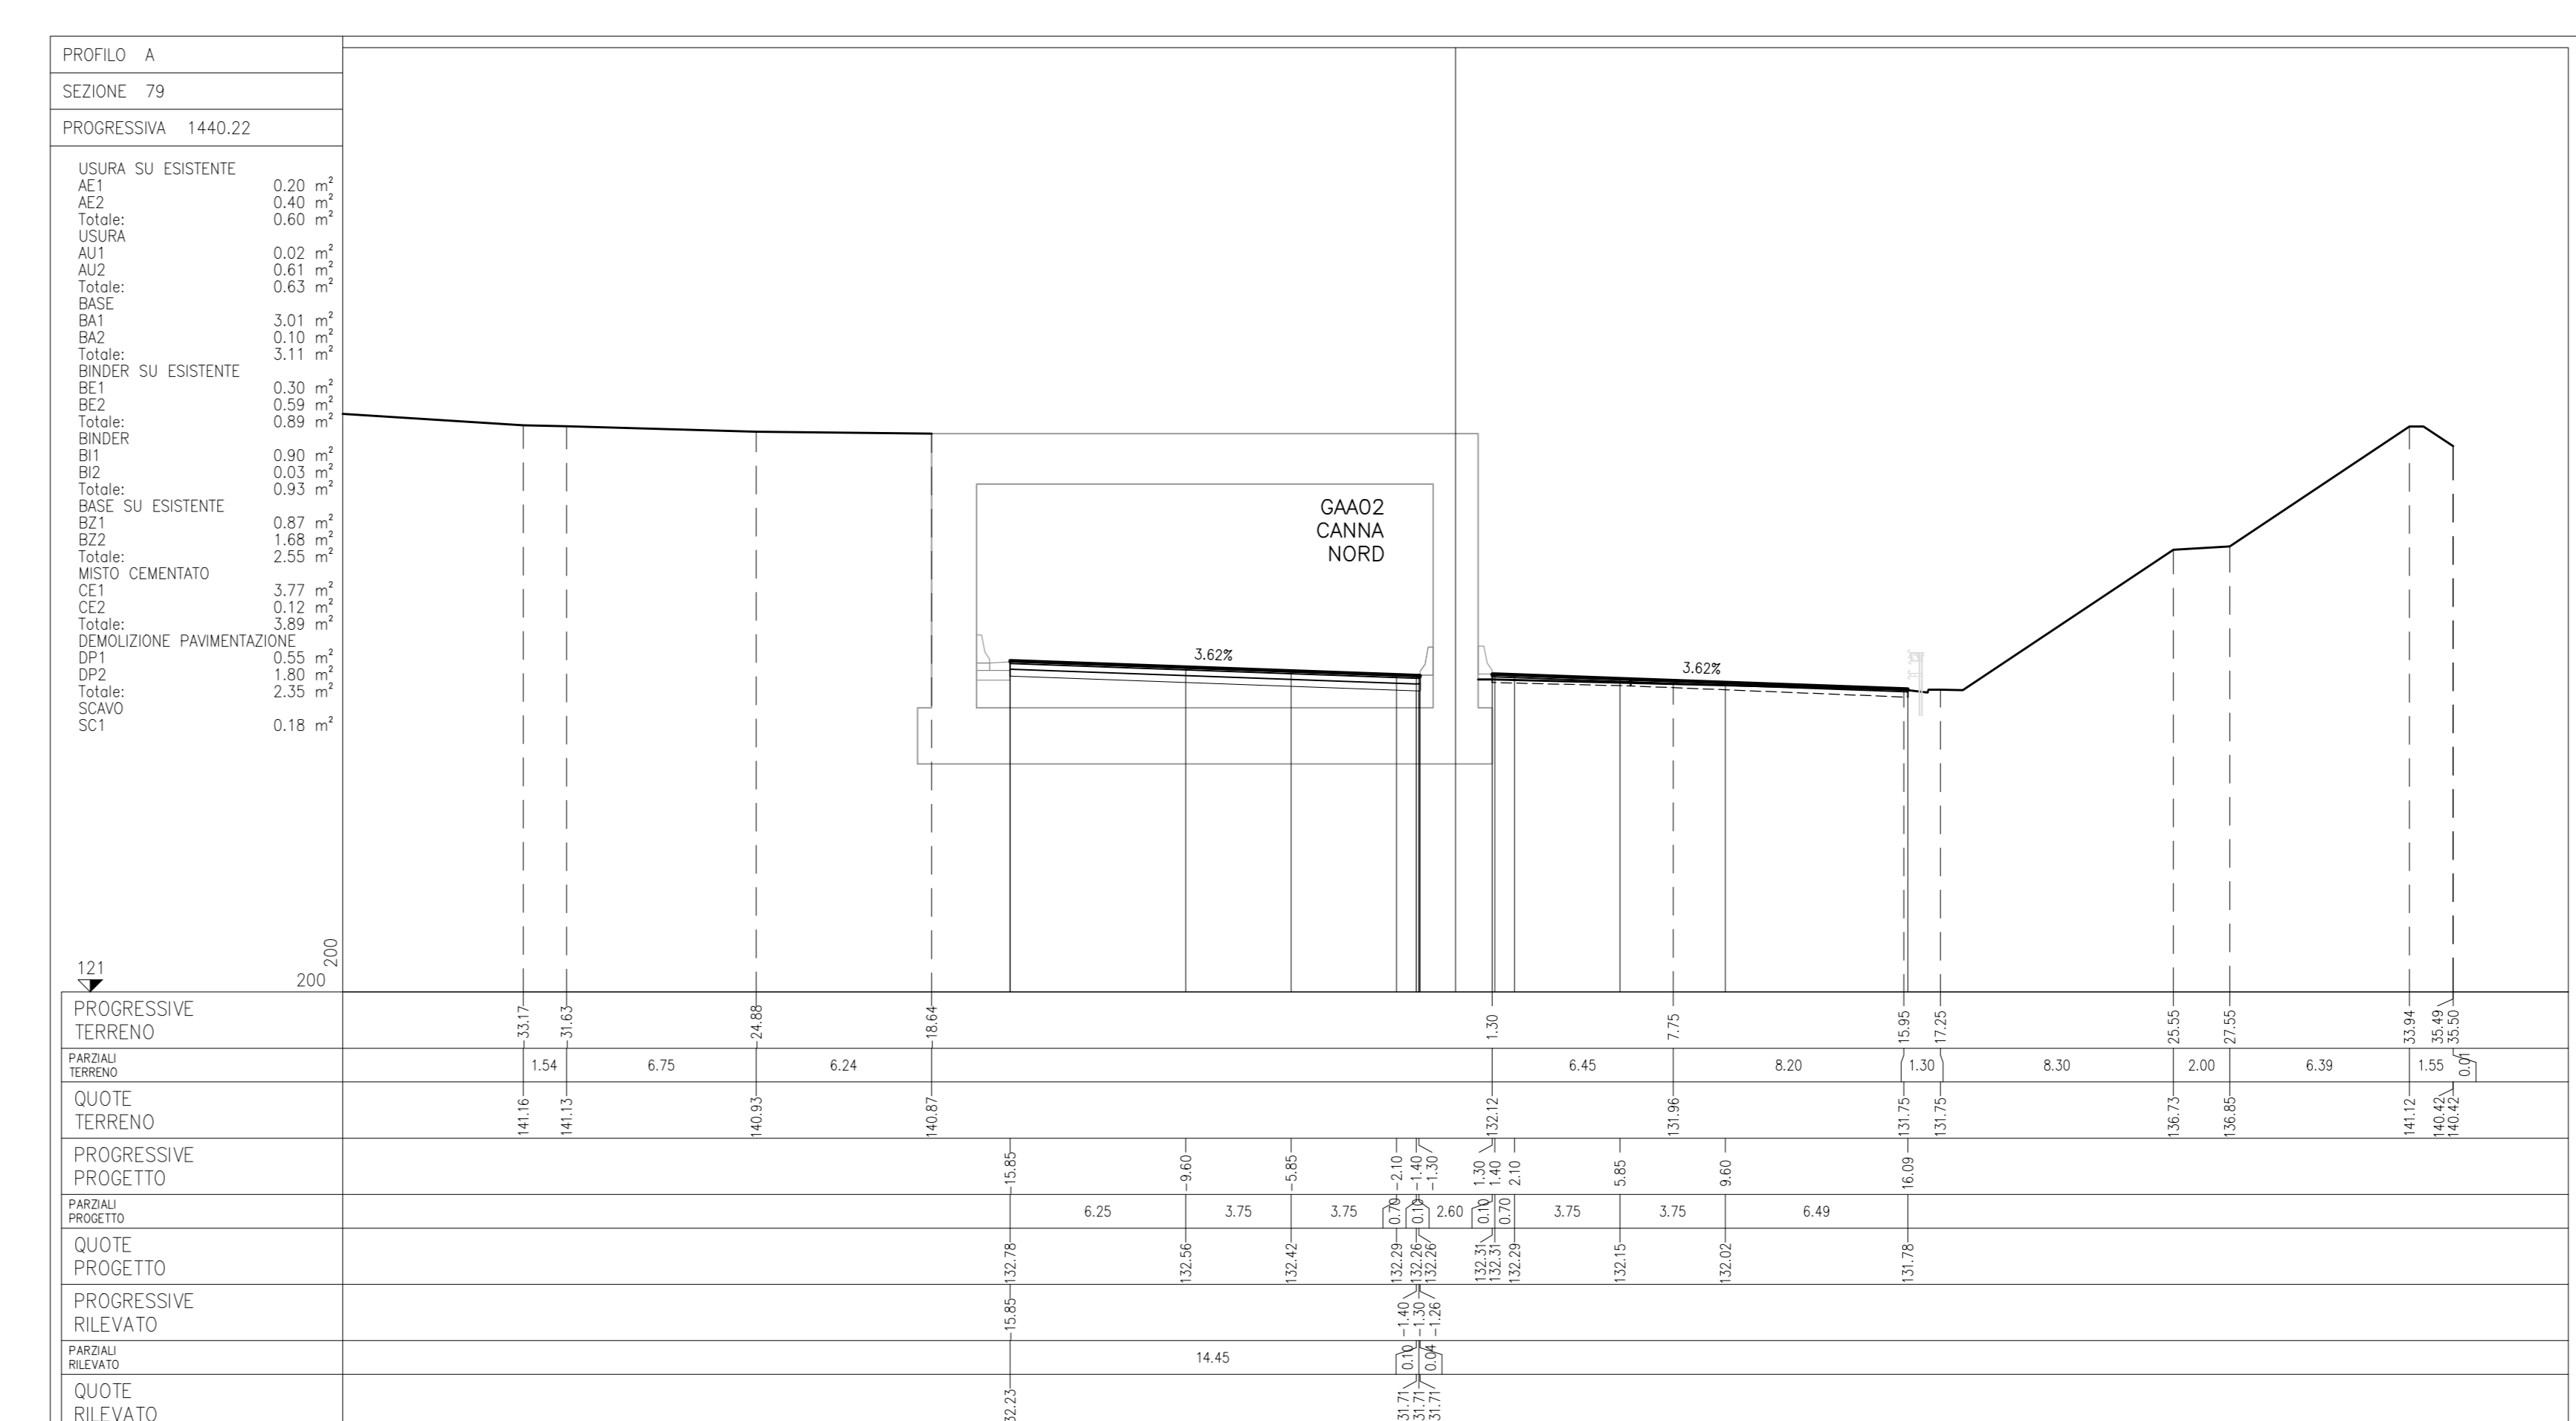 PROFILO A
SEZIONE 79
PROGRESSIVA 1440.22
USURA SU ESISTENTE
AE1 0.20 m²
AE2 0.40 m²
Totale: 0.60 m²
USURA
AU1 0.02 m²
AU2 0.61 m²
Totale: 0.63 m²
BASE
BA1 3.01 m²
BA2 0.10 m²
Totale: 3.11 m²
BINDER SU ESISTENTE
BE1 0.30 m²
BE2 0.59 m²
Totale: 0.89 m²
BINDER
BI1 0.90 m²
BI2 0.03 m²
Totale: 0.93 m²
BASE SU ESISTENTE
BZ1 0.87 m²
BZ2 1.68 m²
Totale: 2.55 m²
MISTO CEMENTATO
CE1 3.77 m²
CE2 0.12 m²
Totale: 3.89 m²
DEMOLIZIONE PAVIMENTAZIONE
DP1 0.55 m²
DP2 1.80 m²
Totale: 2.35 m²
SCAVO
SC1 0.18 m²
GAA02
CANNA
NORD
3.62%
3.62%
121
200
200
PROGRESSIVE
TERRENO
-33.17 -31.63 -24.88 -18.64 1.30 7.75 15.95 17.25 25.55 27.55 33.94 35.49 35.50
PARZIALI
TERRENO
1.54 6.75 6.24 6.45 8.20 1.30 8.30 2.00 6.39 1.55 0.01
QUOTE
TERRENO
141.16 141.13 140.93 140.87 132.12 131.96 131.75 131.75 136.73 136.85 141.12 140.42 140.42
PROGRESSIVE
PROGETTO
-15.85 -9.60 -5.85 -2.10 -1.40 -1.30 1.30 1.40 2.10 5.85 9.60 16.09
PARZIALI
PROGETTO
6.25 3.75 3.75 0.70 0.10 2.60 0.10 0.70 3.75 3.75 6.49
QUOTE
PROGETTO
132.78 132.56 132.42 132.29 132.26 132.26 132.31 132.31 132.29 132.15 132.02 131.78
PROGRESSIVE
RILEVATO
-15.85 -1.40 -1.30 -1.26
PARZIALI
RILEVATO
14.45 0.10 0.04
QUOTE
RILEVATO
32.23 31.71 31.71 31.71